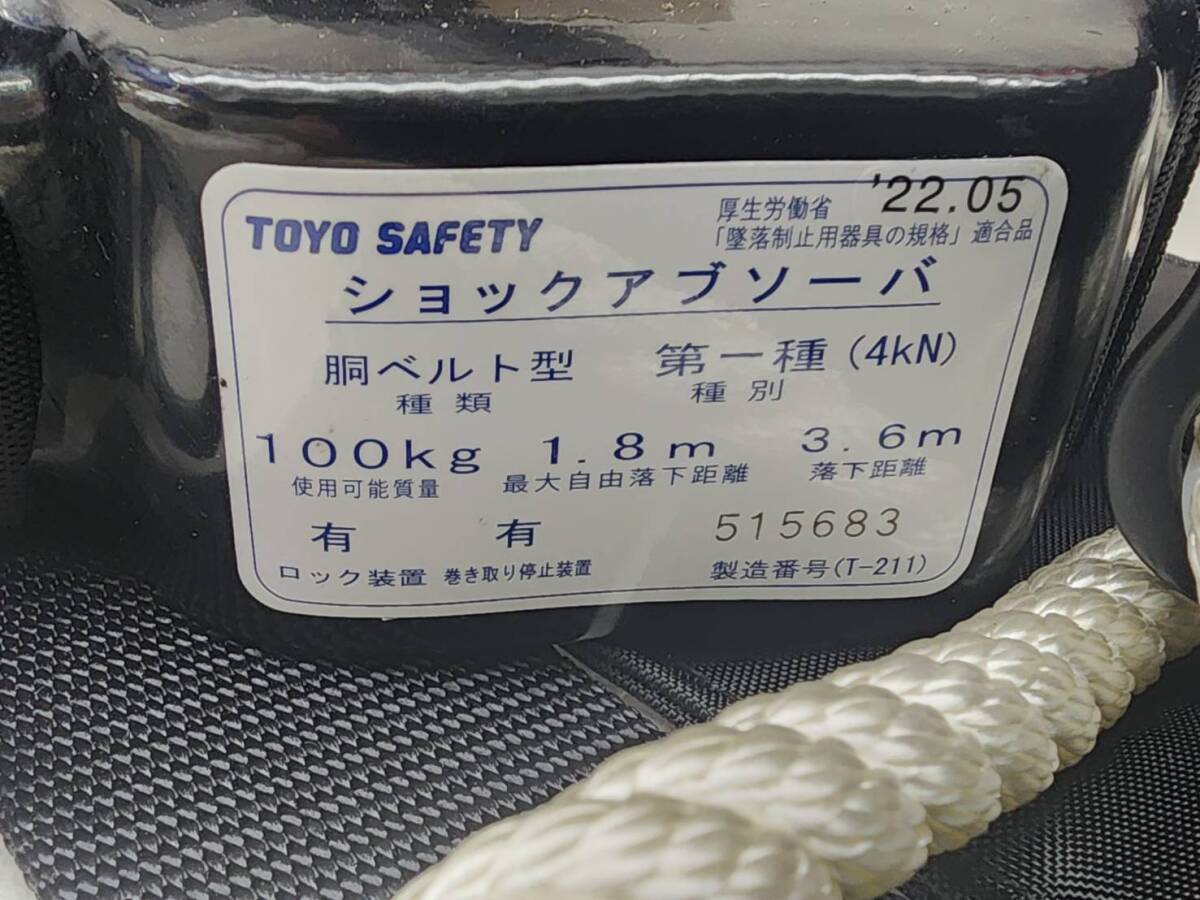 TOYO SAFETY
厚生労働省 '22.05
「墜落制止用器具の規格」適合品
ショックアブソーバ
胴ベルト型 第一種(4kN)
種類 種別
100kg 1.8m 3.6m
使用可能質量 最大自由落下距離 落下距離
有 有 515683
ロック装置 巻き取り停止装置 製造番号(T-211)